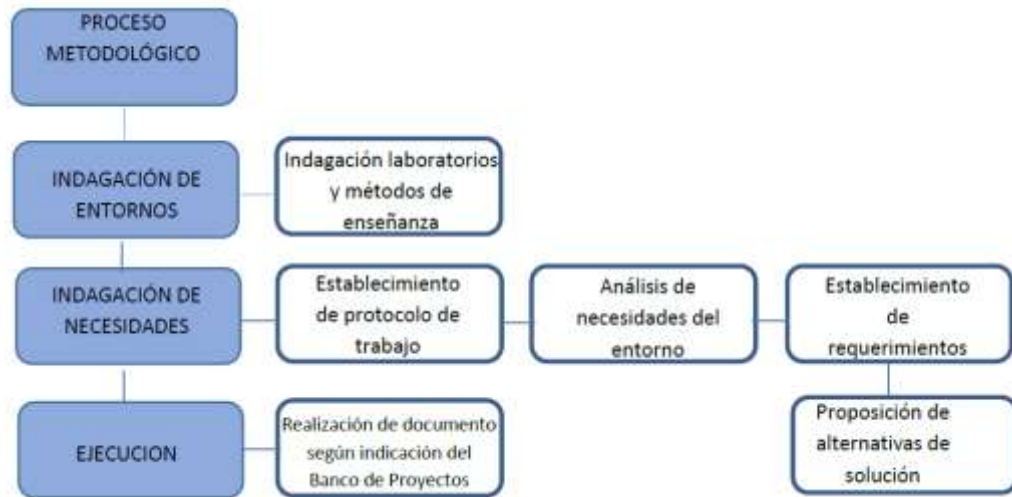 PROCESO
METODOLÓGICO
INDAGACIÓN DE
ENTORNOS
Indagación laboratorios
y métodos de
enseñanza
INDAGACIÓN DE
NECESIDADES
Establecimiento
de protocolo de
trabajo
Análisis de
necesidades del
entorno
Establecimiento
de
requerimientos
Proposición de
alternativas de
solución
EJECUCION
Realización de documento
según indicación del
Banco de Proyectos